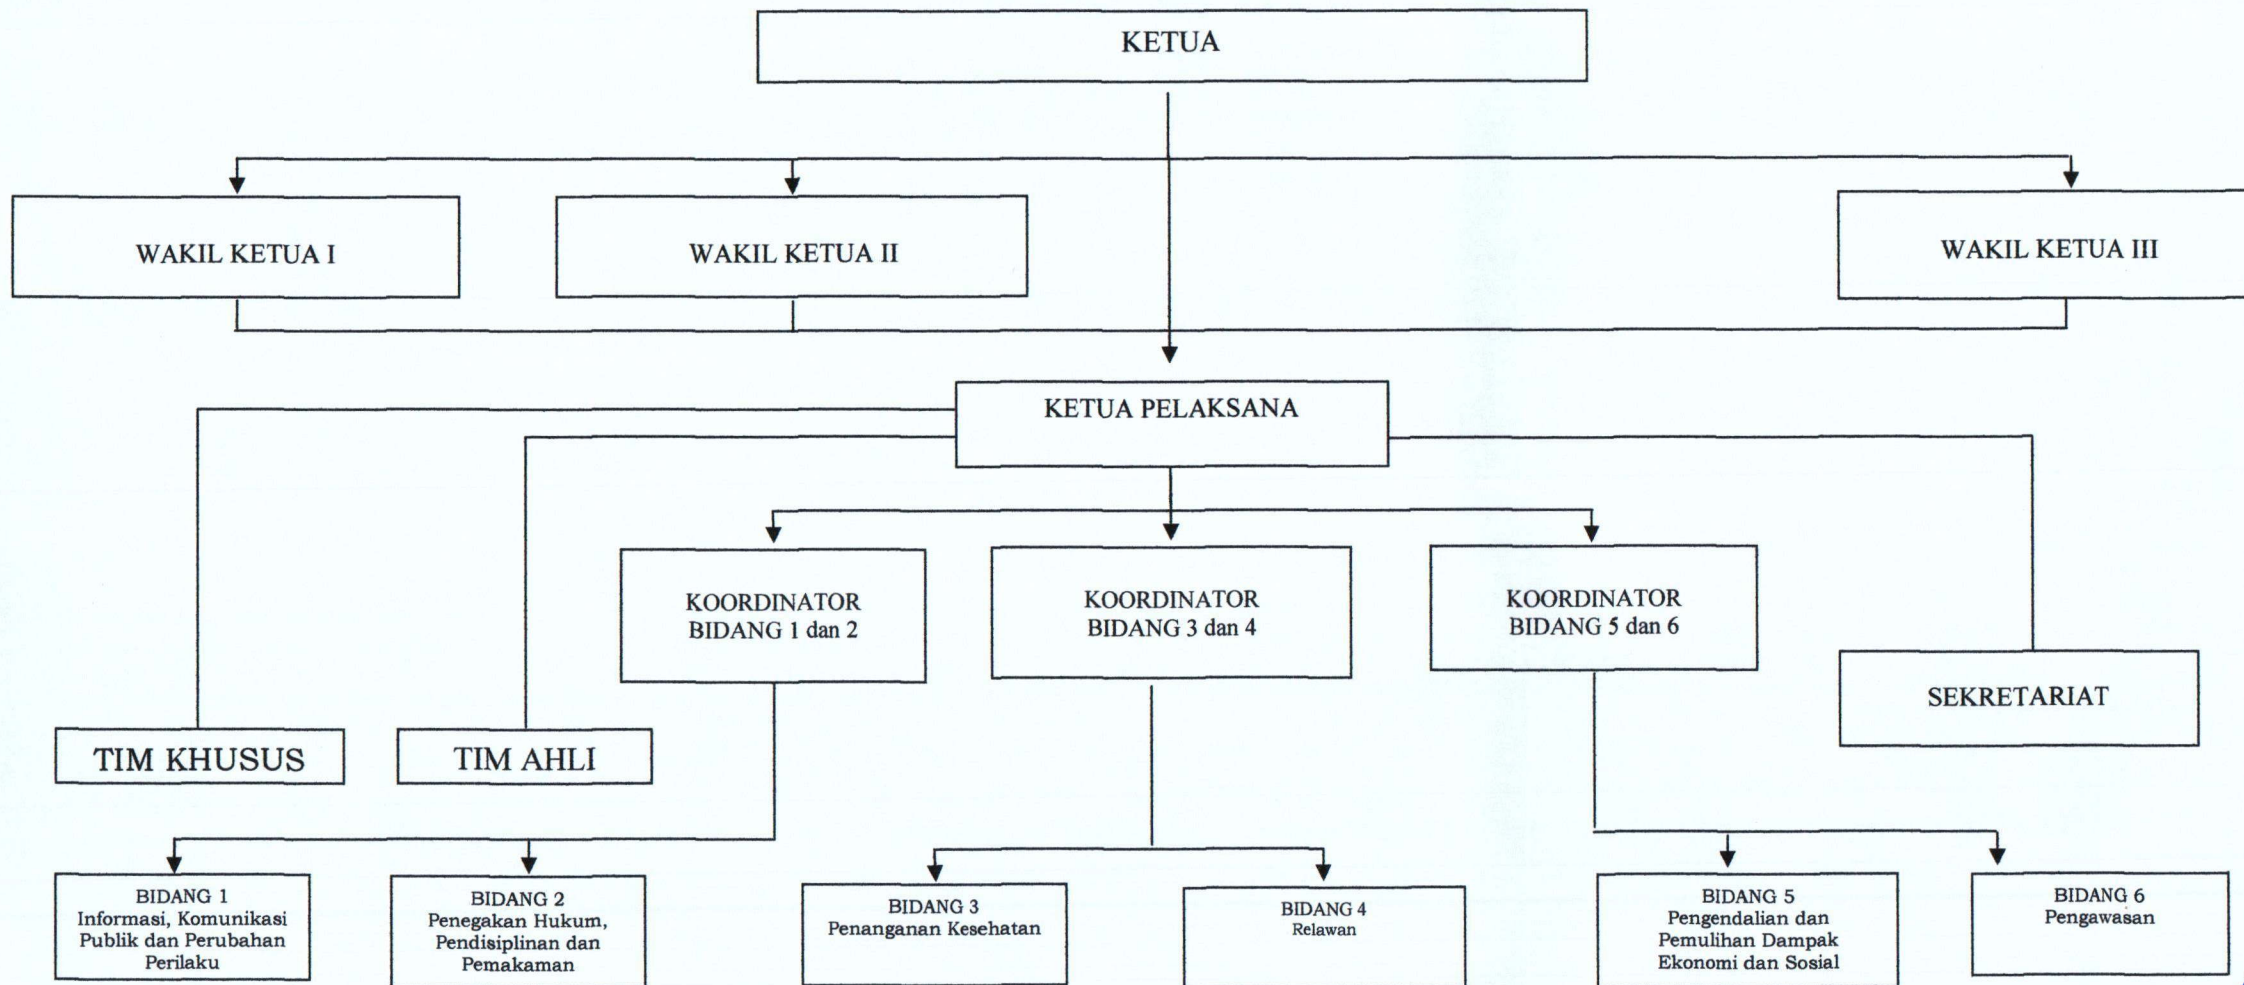 KETUA
WAKIL KETUA I
WAKIL KETUA II
WAKIL KETUA III
KETUA PELAKSANA
KOORDINATOR
BIDANG 1 dan 2
KOORDINATOR
BIDANG 3 dan 4
KOORDINATOR
BIDANG 5 dan 6
SEKRETARIAT
TIM KHUSUS
TIM AHLI
BIDANG 1
Informasi, Komunikasi
Publik dan Perubahan
Perilaku
BIDANG 2
Penegakan Hukum,
Pendisiplinan dan
Pemakaman
BIDANG 3
Penanganan Kesehatan
BIDANG 4
Relawan
BIDANG 5
Pengendalian dan
Pemulihan Dampak
Ekonomi dan Sosial
BIDANG 6
Pengawasan